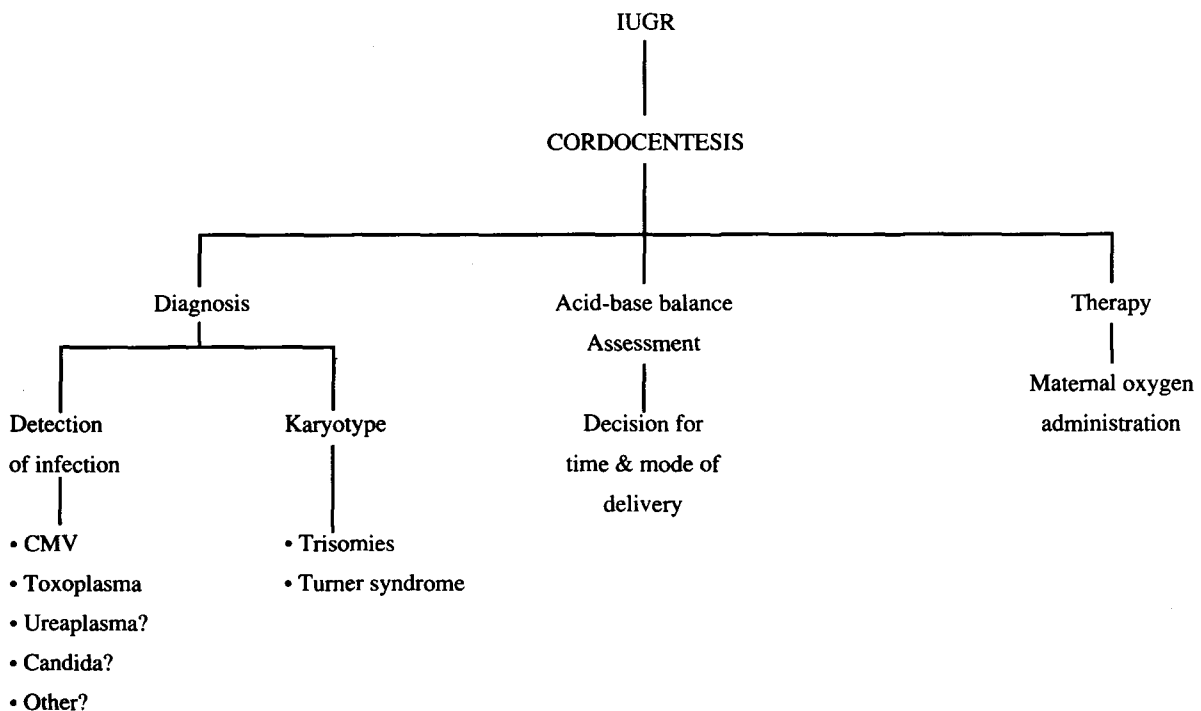 IUGR
CORDOCENTESIS
Diagnosis
Detection
of infection
• CMV
• Toxoplasma
• Ureaplasma?
• Candida?
• Other?
Karyotype
• Trisomies
• Turner syndrome
Acid-base balance
Assessment
Decision for
time & mode of
delivery
Therapy
Maternal oxygen
administration